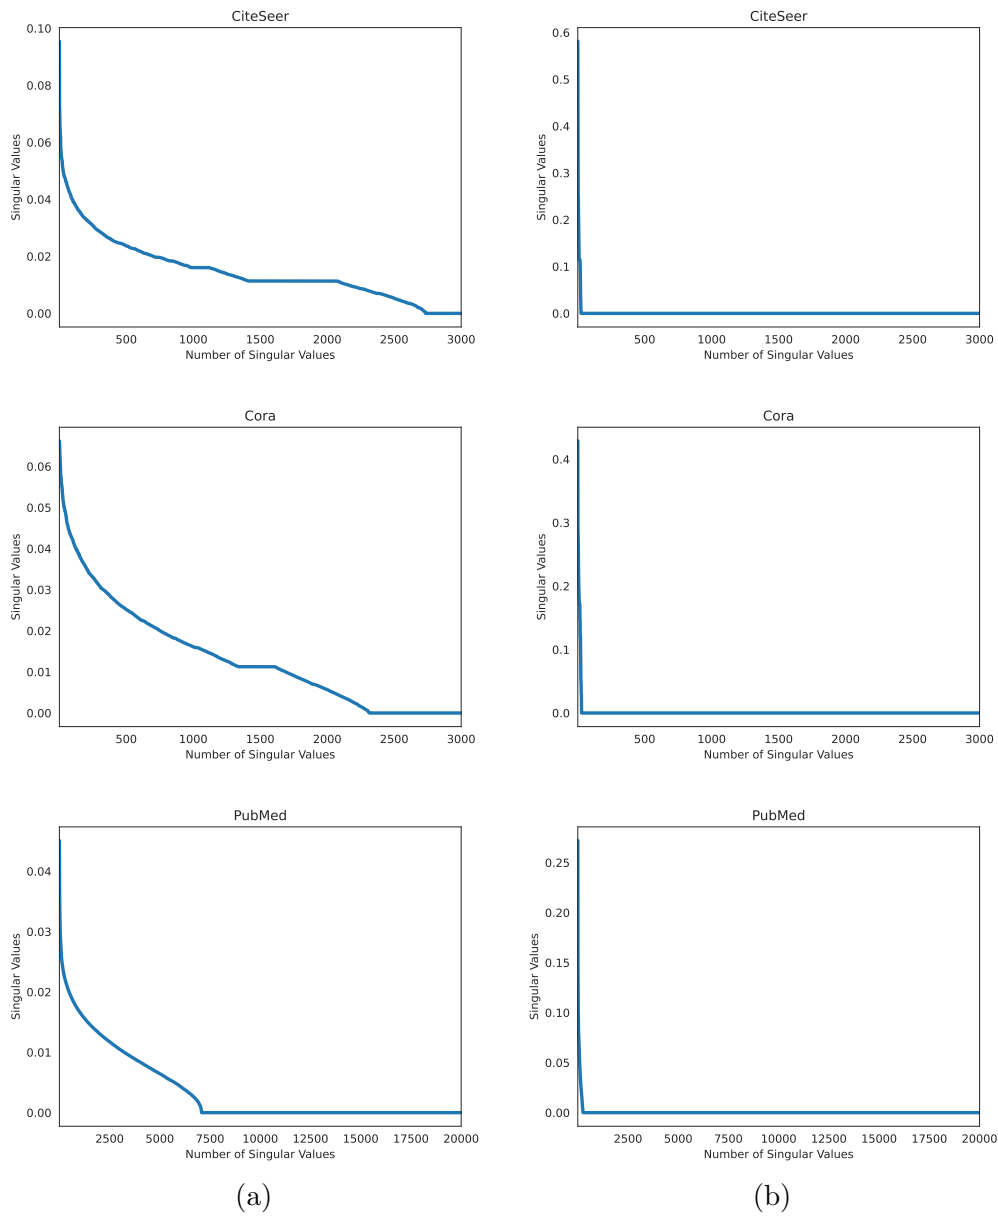 CiteSeer
0.10
0.08
0.06
0.04
0.02
0.00
Singular Values
500 1000 1500 2000 2500 3000
Number of Singular Values
CiteSeer
0.6
0.5
0.4
0.3
0.2
0.1
0.0
Singular Values
500 1000 1500 2000 2500 3000
Number of Singular Values
Cora
0.06
0.05
0.04
0.03
0.02
0.01
0.00
Singular Values
500 1000 1500 2000 2500 3000
Number of Singular Values
Cora
0.4
0.3
0.2
0.1
0.0
Singular Values
500 1000 1500 2000 2500 3000
Number of Singular Values
PubMed
0.04
0.03
0.02
0.01
0.00
Singular Values
2500 5000 7500 10000 12500 15000 17500 20000
Number of Singular Values
PubMed
0.25
0.20
0.15
0.10
0.05
0.00
Singular Values
2500 5000 7500 10000 12500 15000 17500 20000
Number of Singular Values
(a)
(b)